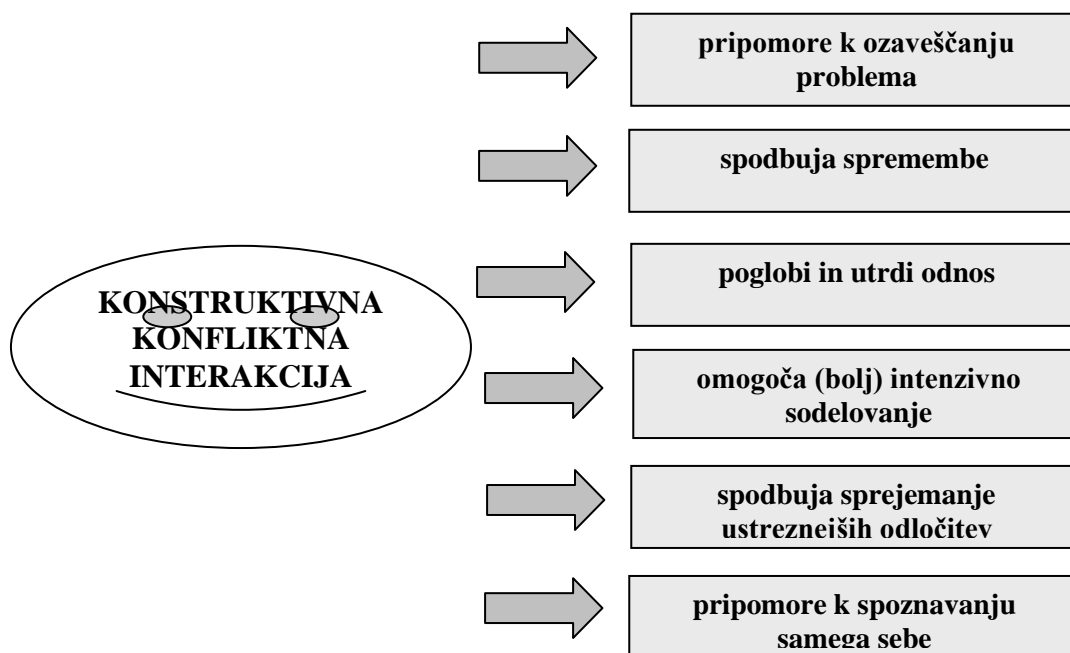 pripomore k ozaveščanju
problema
spodbuja spremembe
poglobi in utrdi odnos
KONSTRUKTIVNA
KONFLIKTNA
INTERAKCIJA
omogoča (bolj) intenzivno
sodelovanje
spodbuja sprejemanje
ustreznejših odločitev
pripomore k spoznavanju
samega sebe